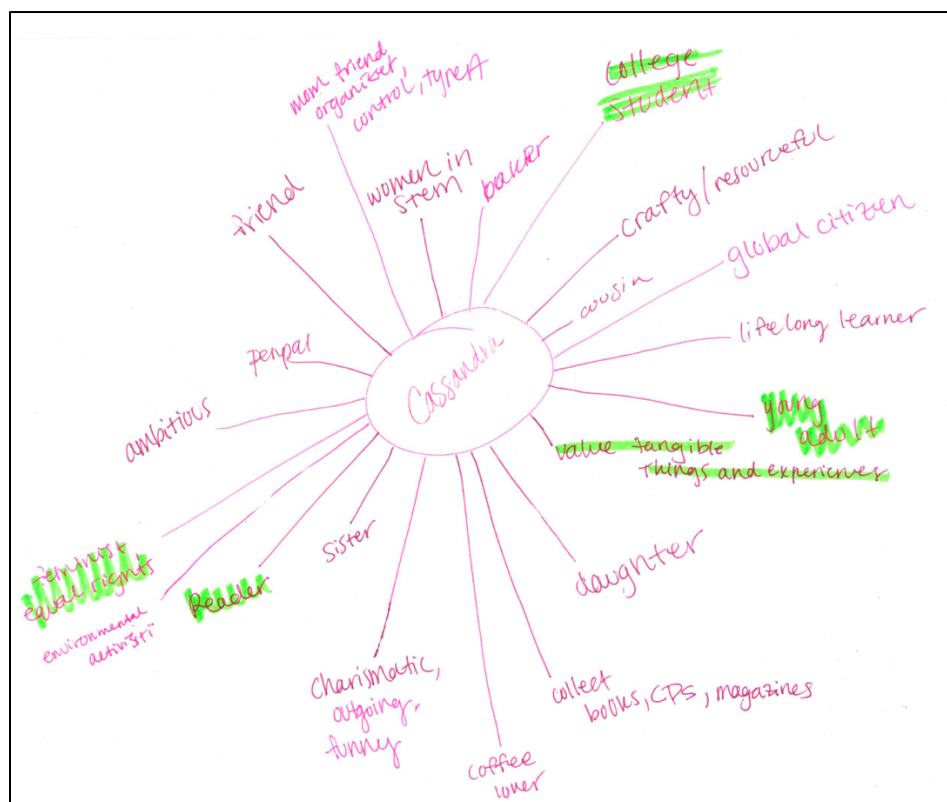 mom friend
organizer
control, type A
college
student
women in
stem
baker
friend
crafty/resourceful
global citizen
cousin
penpal
lifelong learner
Cassandra
ambitious
young
adult
value tangible
things and experiences
sister
daughter
feminist
equal rights
Reader
environmental
activist
charismatic,
outgoing,
funny
collect
books, CDS, magazines
coffee
lover